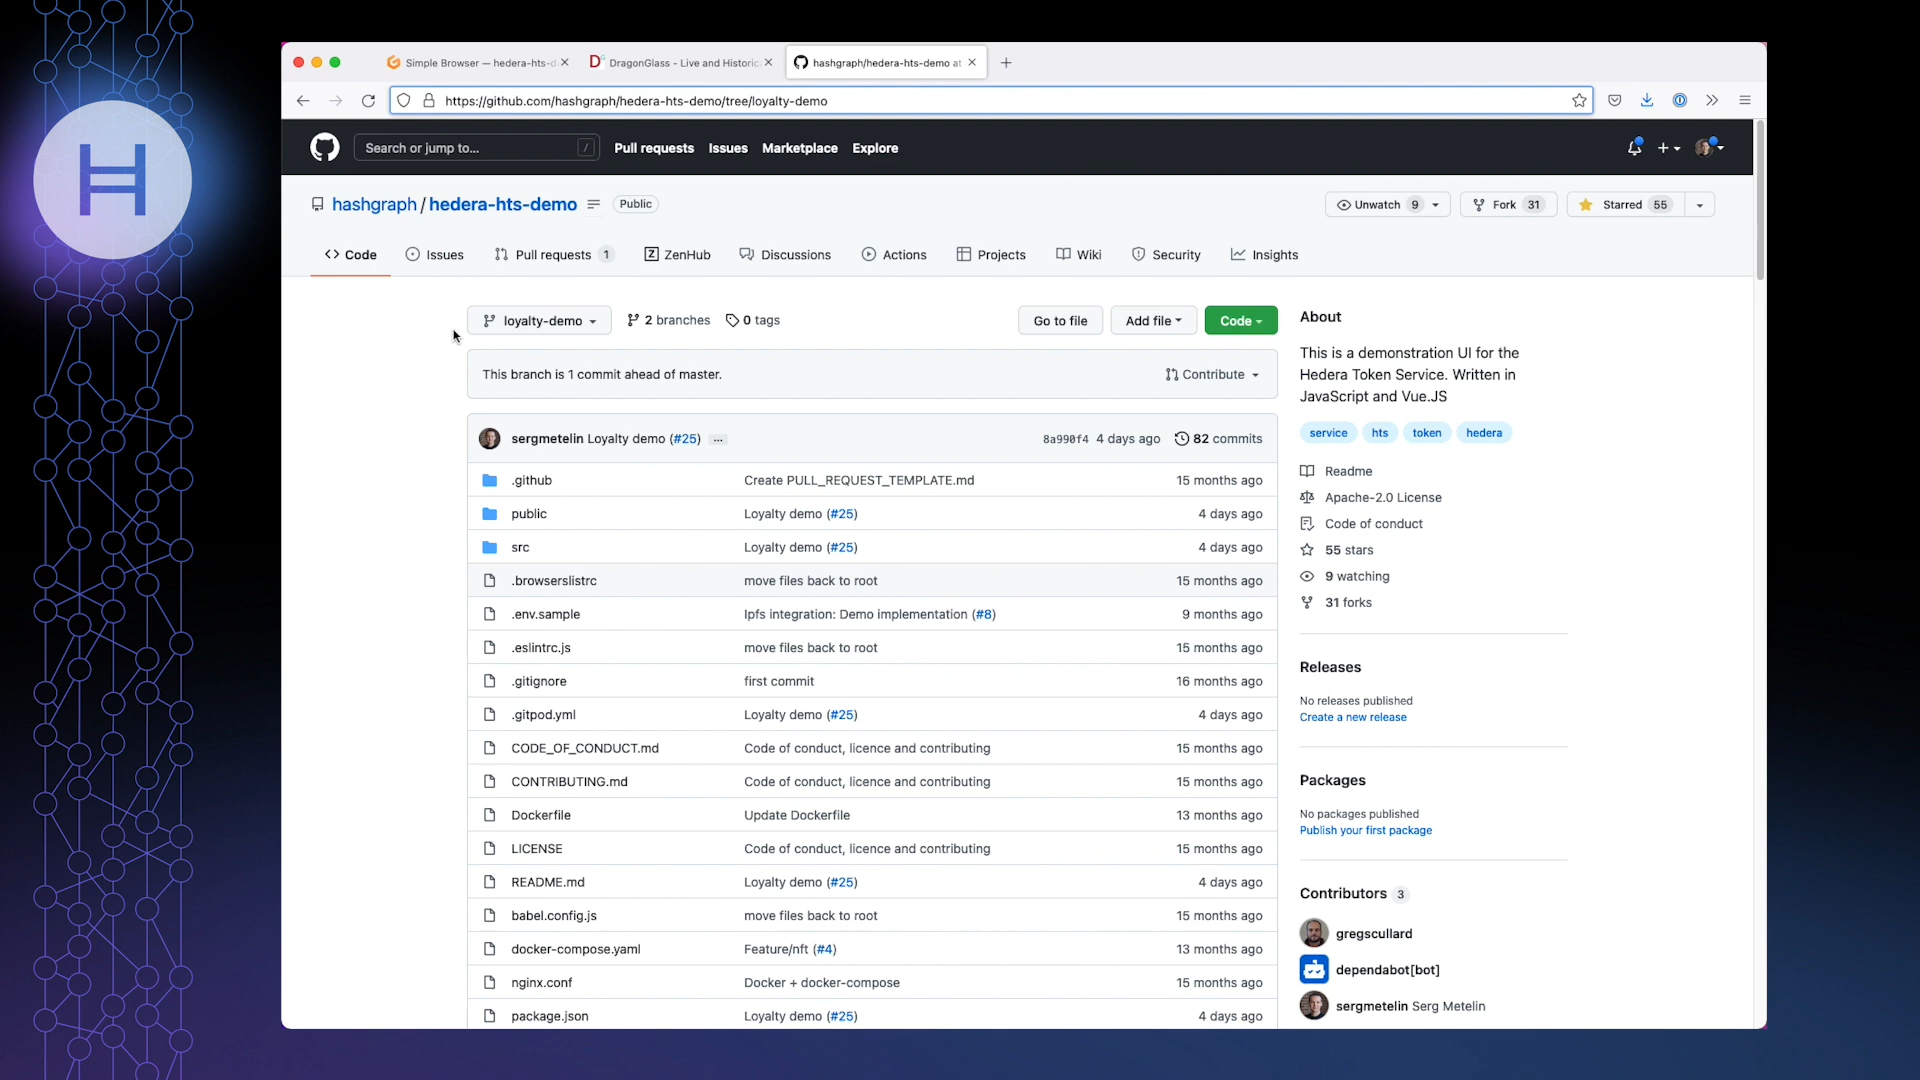 Simple Browser — hedera-hts-d
DragonGlass - Live and Historic
hashgraph/hedera-hts-demo at
https://github.com/hashgraph/hedera-hts-demo/tree/loyalty-demo
Search or jump to... /
Pull requests Issues Marketplace Explore
hashgraph / hedera-hts-demo Public
Unwatch 9 Fork 31 Starred 55
<> Code Issues Pull requests 1 ZenHub Discussions Actions Projects Wiki Security Insights
loyalty-demo 2 branches 0 tags Go to file Add file Code
This branch is 1 commit ahead of master. Contribute
sergmetelin Loyalty demo (#25) ... 8a990f4 4 days ago 82 commits
.github Create PULL_REQUEST_TEMPLATE.md 15 months ago
public Loyalty demo (#25) 4 days ago
src Loyalty demo (#25) 4 days ago
.browserslistrc move files back to root 15 months ago
.env.sample Ipfs integration: Demo implementation (#8) 9 months ago
.eslintrc.js move files back to root 15 months ago
.gitignore first commit 16 months ago
.gitpod.yml Loyalty demo (#25) 4 days ago
CODE_OF_CONDUCT.md Code of conduct, licence and contributing 15 months ago
CONTRIBUTING.md Code of conduct, licence and contributing 15 months ago
Dockerfile Update Dockerfile 13 months ago
LICENSE Code of conduct, licence and contributing 15 months ago
README.md Loyalty demo (#25) 4 days ago
babel.config.js move files back to root 15 months ago
docker-compose.yaml Feature/nft (#4) 13 months ago
nginx.conf Docker + docker-compose 15 months ago
package.json Loyalty demo (#25) 4 days ago
About
This is a demonstration UI for the
Hedera Token Service. Written in
JavaScript and Vue.JS
service hts token hedera
Readme
Apache-2.0 License
Code of conduct
55 stars
9 watching
31 forks
Releases
No releases published
Create a new release
Packages
No packages published
Publish your first package
Contributors 3
gregscullard
dependabot[bot]
sergmetelin Serg Metelin